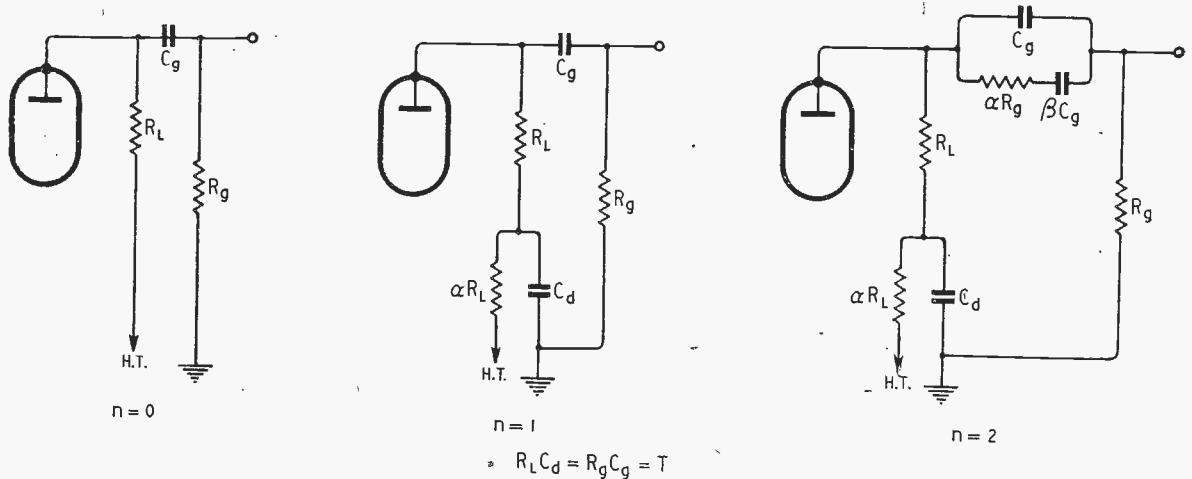 C_g
R_L
R_g
H.T.
n = 0
C_g
R_L
R_g
αR_L
C_d
H.T.
n = 1
C_g
αR_g
βC_g
R_L
R_g
αR_L
C_d
H.T.
n = 2
R_L C_d = R_g C_g = T